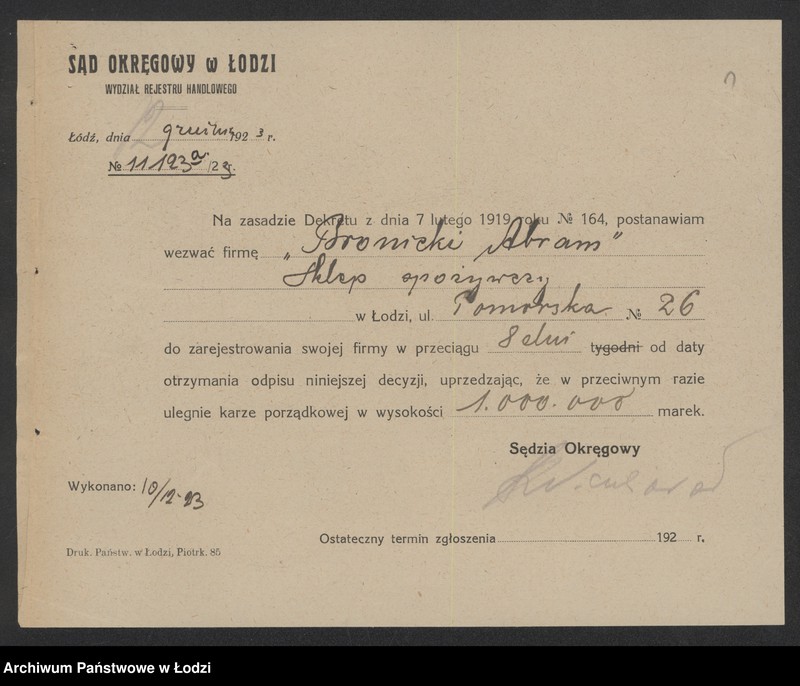 SĄD OKRĘGOWY w ŁODZI
WYDZIAŁ REJESTRU HANDLOWEGO
Łódź, dnia grudnia 1923 r.
№ 11123a/23.
Na zasadzie Dekretu z dnia 7 lutego 1919 roku № 164, postanawiam
wezwać firmę „Bronicki Abram”
Sklep spożywczy
w Łodzi, ul. Pomorska № 26
do zarejestrowania swojej firmy w przeciągu 8 dni tygodni od daty
otrzymania odpisu niniejszej decyzji, uprzedzając, że w przeciwnym razie
ulegnie karze porządkowej w wysokości 1.000.000 marek.
Sędzia Okręgowy
Wykonano: 10/12-23
Ostateczny termin zgłoszenia 192 r.
Druk. Państw. w Łodzi, Piotrk. 85
Archiwum Państwowe w Łodzi